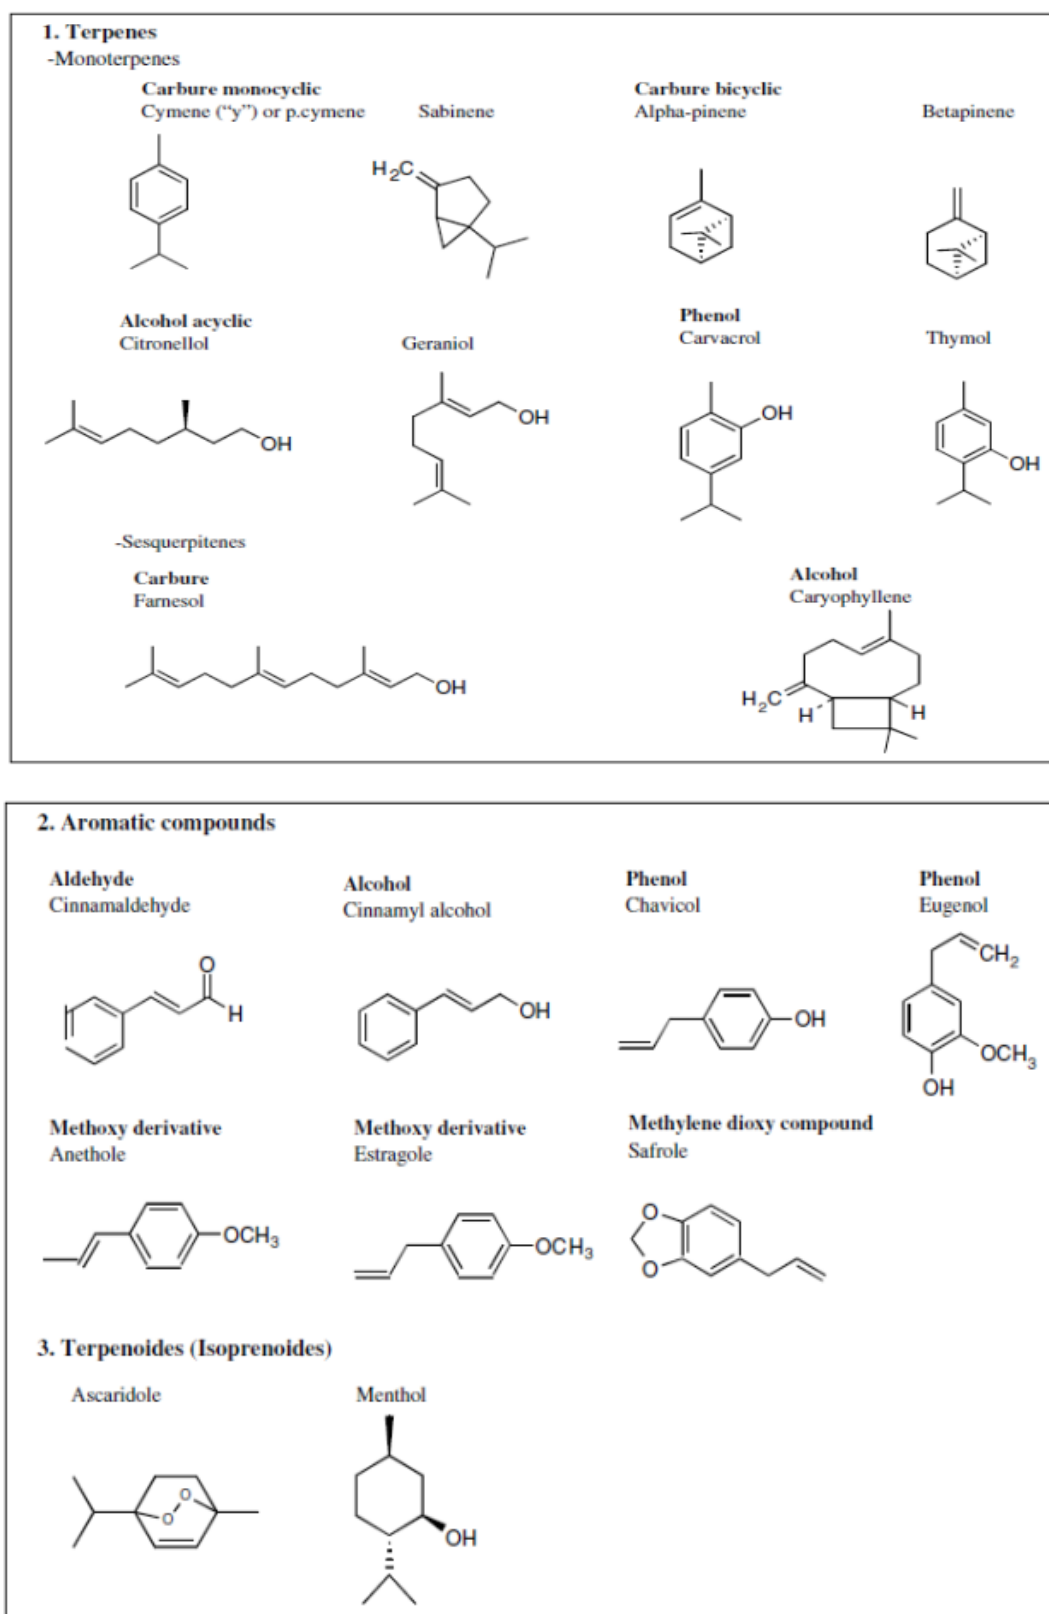 1. Terpenes
-Monoterpenes
Carbure monocyclic
Cymene (“y”) or p.cymene
Sabinene
Carbure bicyclic
Alpha-pinene
Betapinene
H2C
Alcohol acyclic
Citronellol
Geraniol
Phenol
Carvacrol
Thymol
OH
OH
OH
OH
-Sesquerpitenes
Carbure
Farnesol
Alcohol
Caryophyllene
OH
H2C
H
H
2. Aromatic compounds
Aldehyde
Cinnamaldehyde
Alcohol
Cinnamyl alcohol
Phenol
Chavicol
Phenol
Eugenol
O
H
OH
OH
CH2
OCH3
OH
Methoxy derivative
Anethole
Methoxy derivative
Estragole
Methylene dioxy compound
Safrole
OCH3
OCH3
O
O
3. Terpenoides (Isoprenoides)
Ascaridole
Menthol
O
O
OH